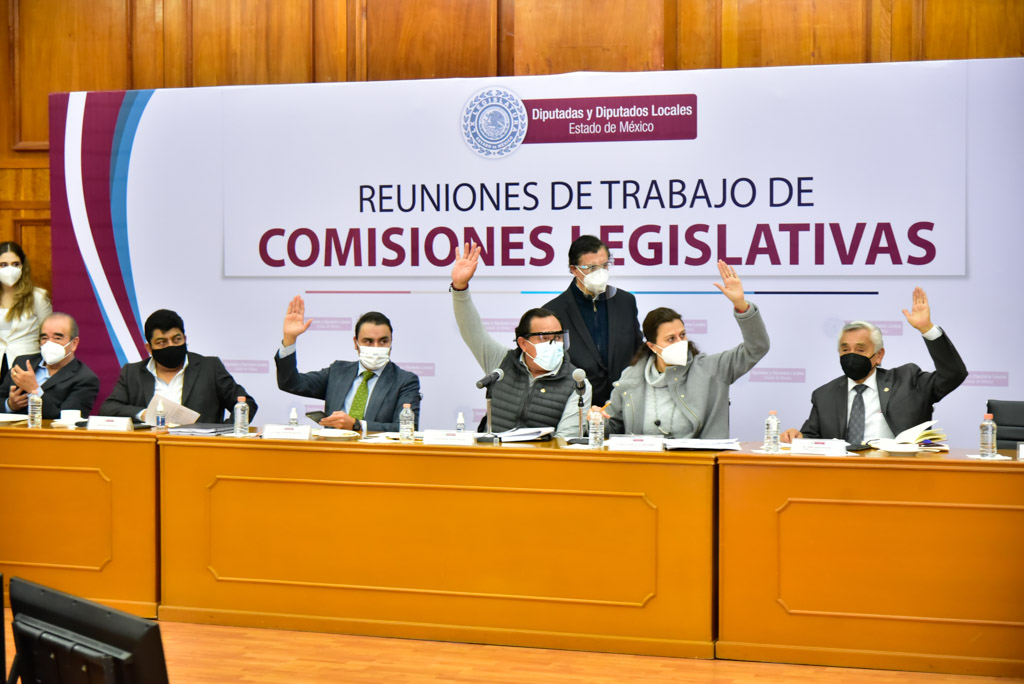 Diputadas y Diputados Locales
Estado de México
REUNIONES DE TRABAJO DE
COMISIONES LEGISLATIVAS